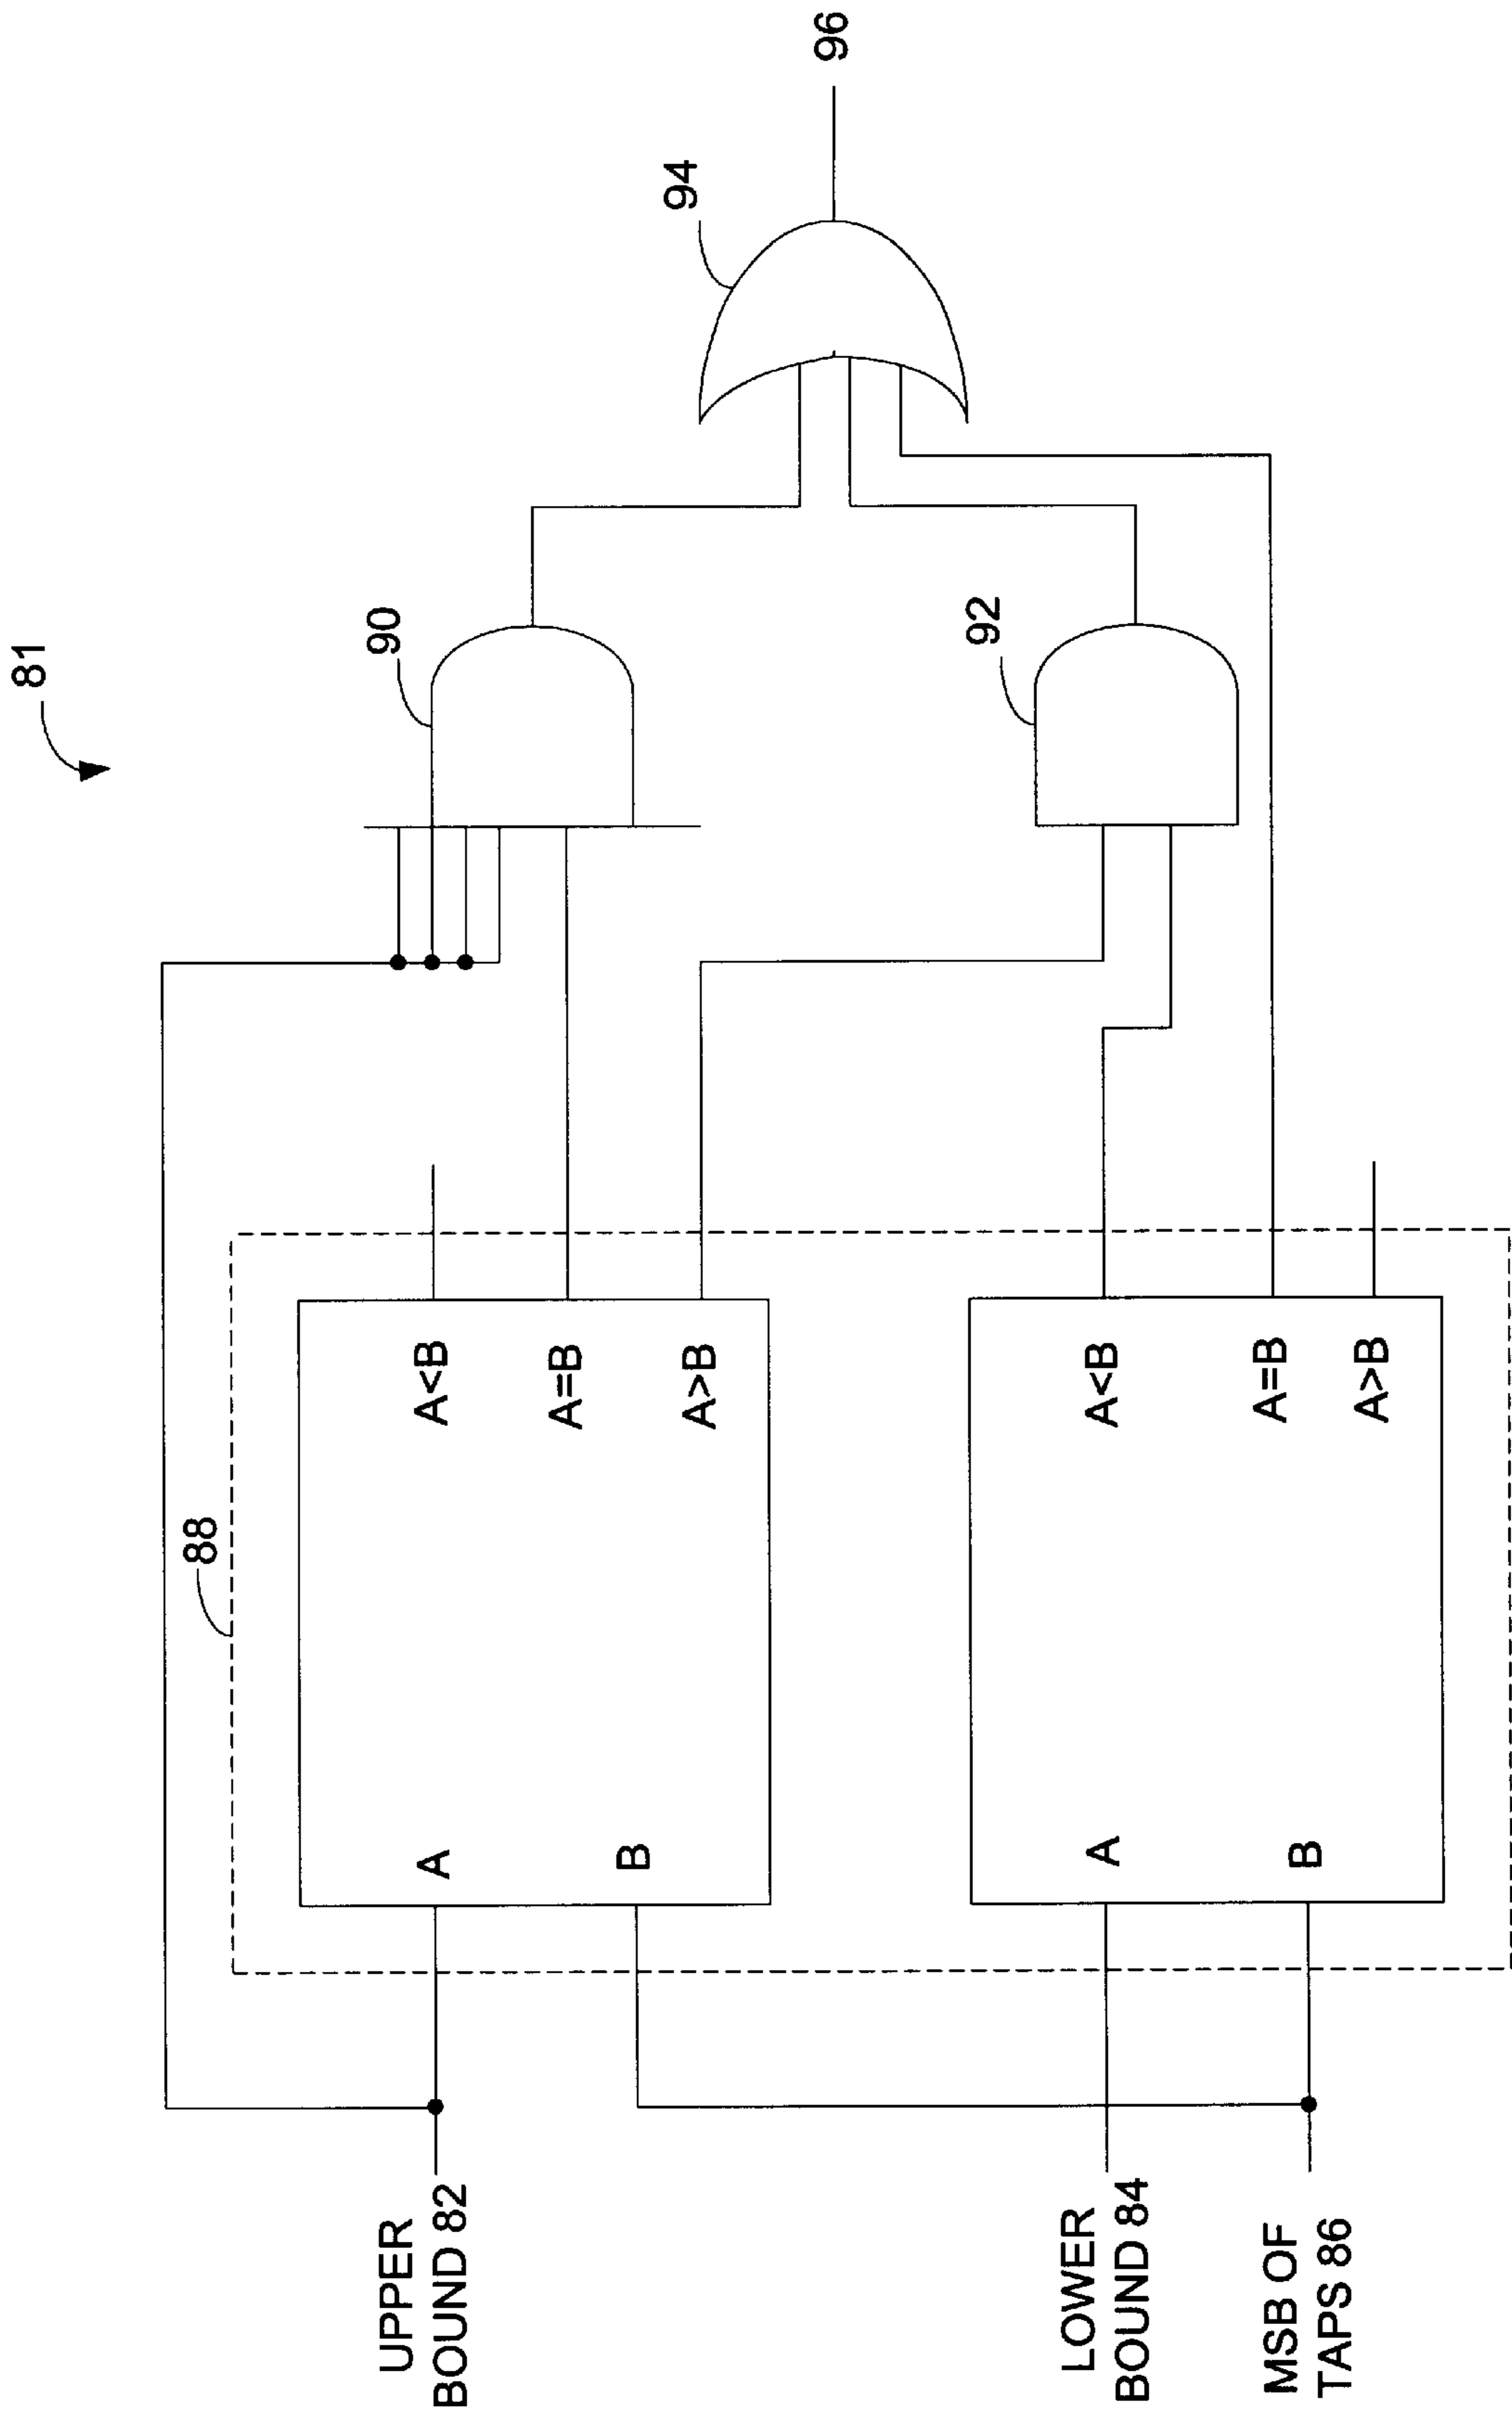 81
88
90
94
96
92
UPPER
BOUND 82
A
B
A<B
A=B
A>B
LOWER
BOUND 84
MSB OF
TAPS 86
A
B
A<B
A=B
A>B